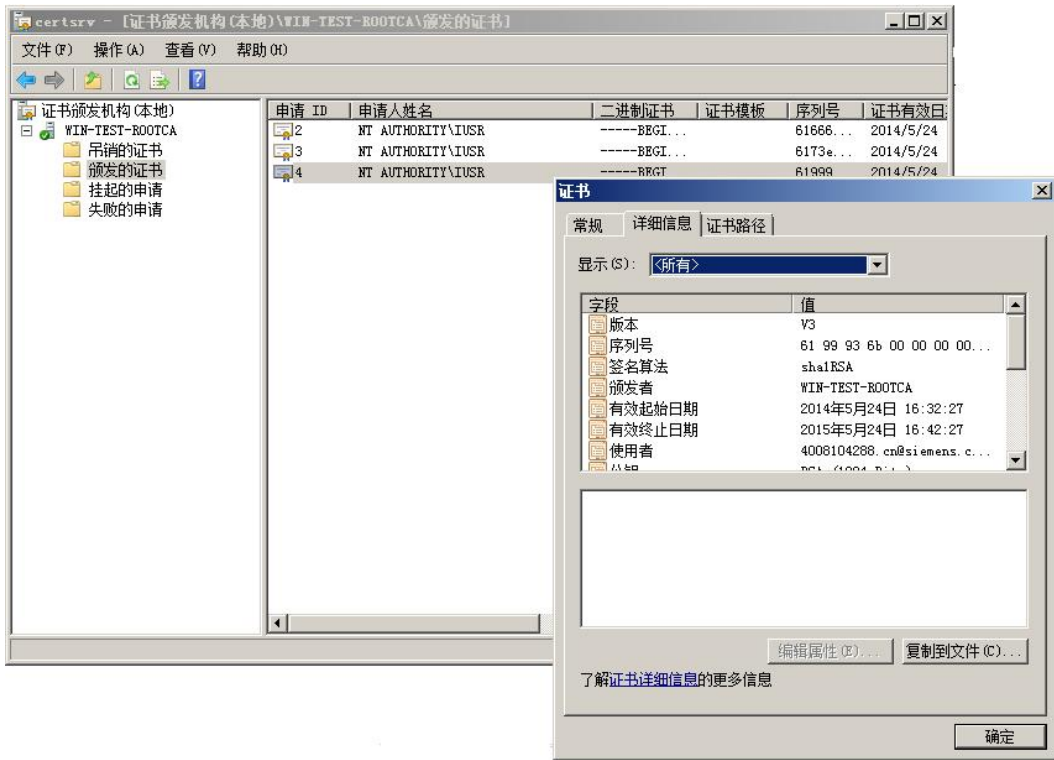 certsrv - [证书颁发机构(本地)\WIN-TEST-ROOTCA\颁发的证书]
文件(F) 操作(A) 查看(V) 帮助(H)
证书颁发机构(本地)
WIN-TEST-ROOTCA
吊销的证书
颁发的证书
挂起的申请
失败的申请
申请 ID 申请人姓名 二进制证书 证书模板 序列号 证书有效日
2 NT AUTHORITY\IUSR -----BEGI... 61666... 2014/5/24
3 NT AUTHORITY\IUSR -----BEGI... 6173e... 2014/5/24
4 NT AUTHORITY\IUSR -----BEGI 61999 2014/5/24
证书
常规 详细信息 证书路径
显示(S): <所有>
字段 值
版本 V3
序列号 61 99 93 6b 00 00 00 00...
签名算法 sha1RSA
颁发者 WIN-TEST-ROOTCA
有效起始日期 2014年5月24日 16:32:27
有效终止日期 2015年5月24日 16:42:27
使用者 4008104288.cn@siemens.c...
编辑属性(E)... 复制到文件(C)...
了解证书详细信息的更多信息
确定